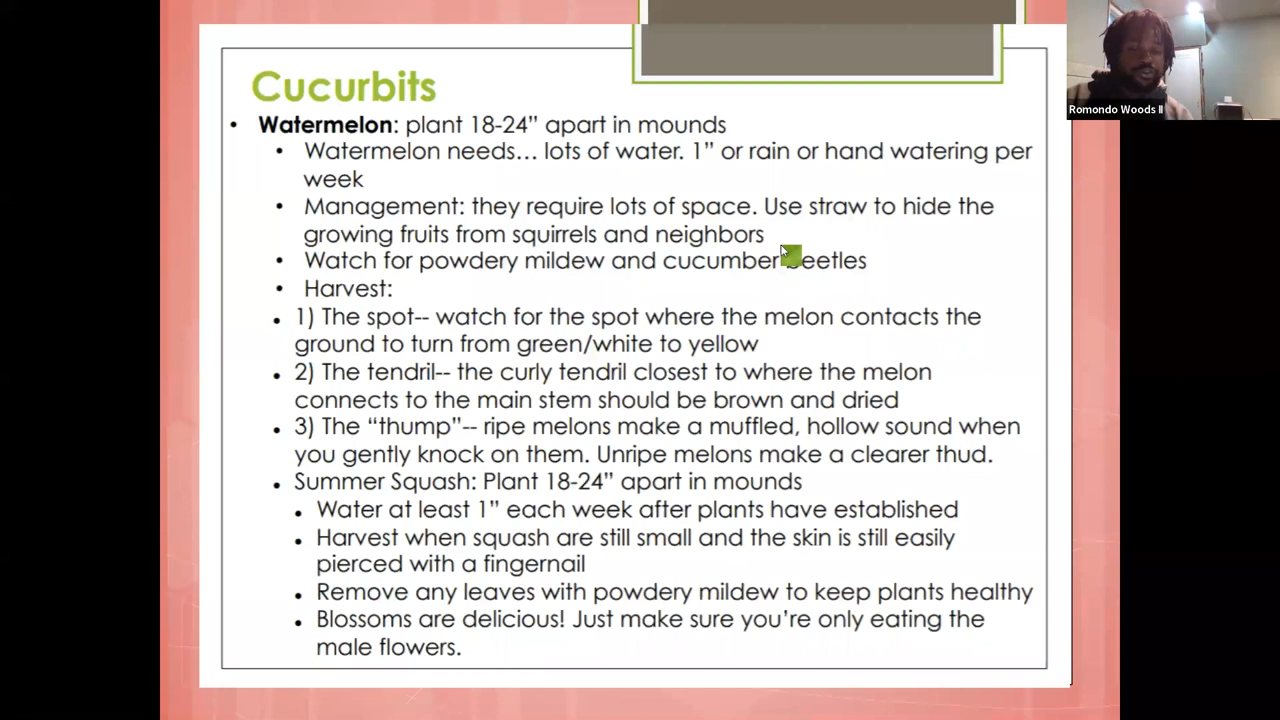 Cucurbits
• Watermelon: plant 18-24” apart in mounds
• Watermelon needs… lots of water. 1” or rain or hand watering per
week
• Management: they require lots of space. Use straw to hide the
growing fruits from squirrels and neighbors
• Watch for powdery mildew and cucumber beetles
• Harvest:
• 1) The spot-- watch for the spot where the melon contacts the
ground to turn from green/white to yellow
• 2) The tendril-- the curly tendril closest to where the melon
connects to the main stem should be brown and dried
• 3) The “thump”-- ripe melons make a muffled, hollow sound when
you gently knock on them. Unripe melons make a clearer thud.
• Summer Squash: Plant 18-24” apart in mounds
• Water at least 1” each week after plants have established
• Harvest when squash are still small and the skin is still easily
pierced with a fingernail
• Remove any leaves with powdery mildew to keep plants healthy
• Blossoms are delicious! Just make sure you’re only eating the
male flowers.
Romondo Woods II